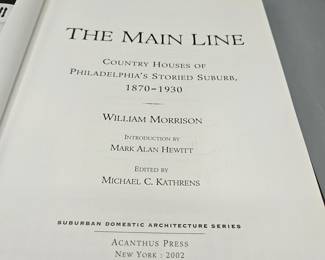 THE MAIN LINE
COUNTRY HOUSES OF
PHILADELPHIA'S STORIED SUBURB,
1870–1930
WILLIAM MORRISON
INTRODUCTION BY
MARK ALAN HEWITT
EDITED BY
MICHAEL C. KATHRENS
SUBURBAN DOMESTIC ARCHITECTURE SERIES
ACANTHUS PRESS
NEW YORK : 2002